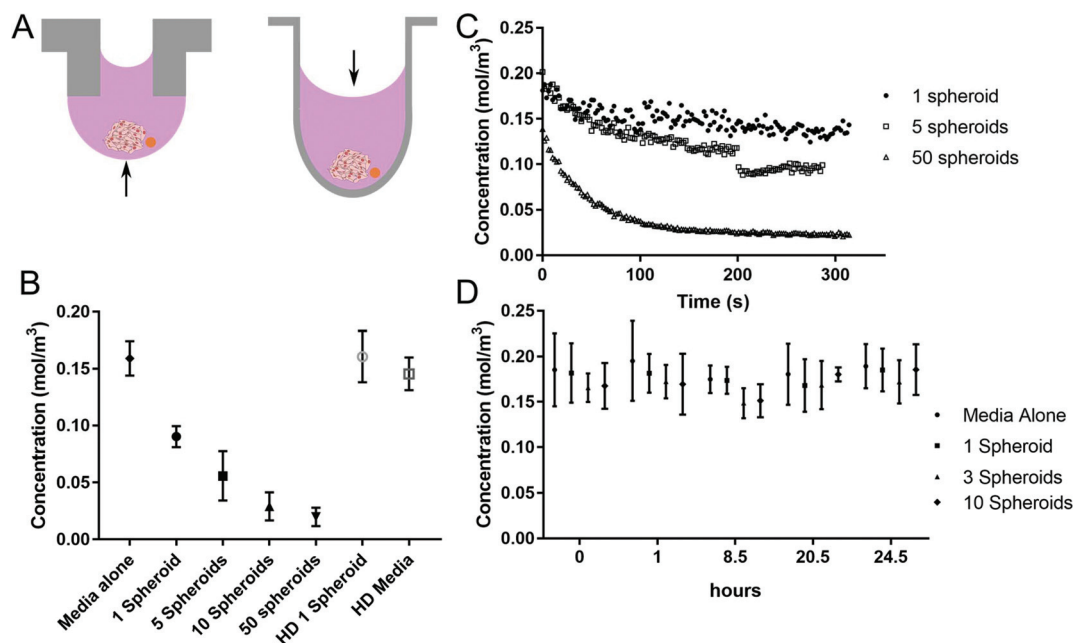 A
C
Concentration (mol/m³)
0.20
0.15
0.10
0.05
0.00
0
100
200
300
Time (s)
1 spheroid
5 spheroids
50 spheroids
B
Concentration (mol/m³)
0.20
0.15
0.10
0.05
0.00
Media alone
1 Spheroid
5 Spheroids
10 Spheroids
50 spheroids
HD 1 Spheroid
HD Media
D
Concentration (mol/m³)
0.25
0.20
0.15
0.10
0.05
0.00
0
1
8.5
20.5
24.5
hours
Media Alone
1 Spheroid
3 Spheroids
10 Spheroids